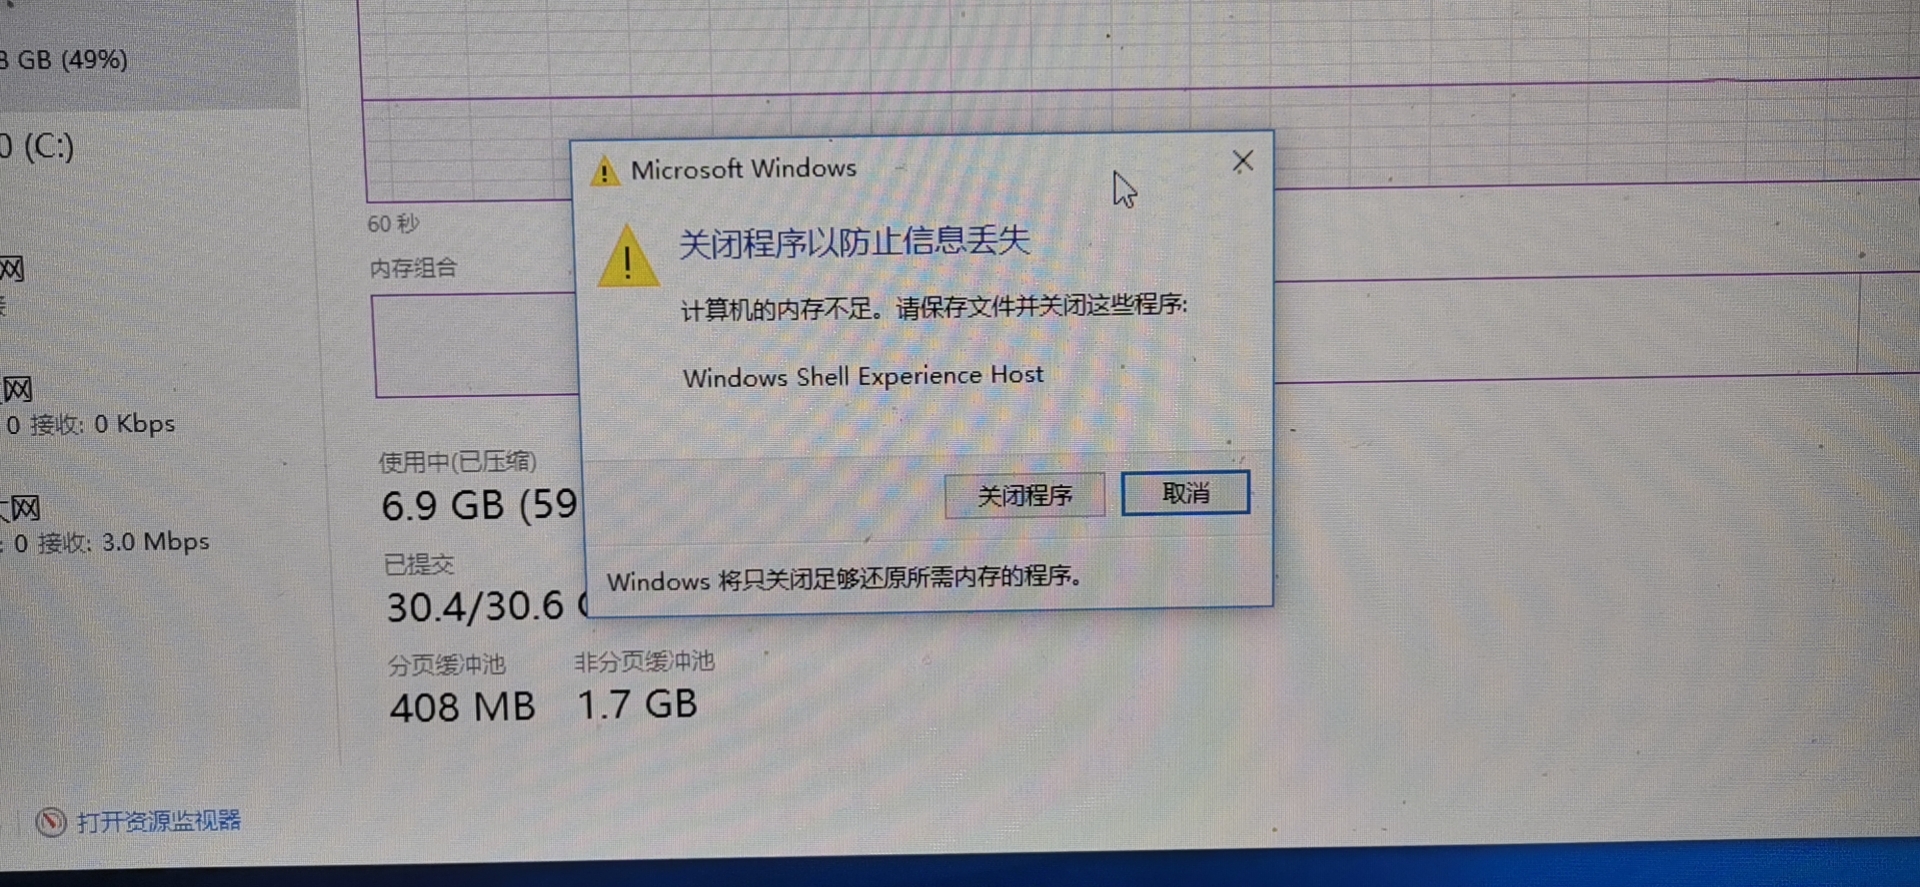 GB (49%)
(C:)
60 秒
内存组合
网
网
0 接收: 0 Kbps
网
: 0 接收: 3.0 Mbps
Microsoft Windows
关闭程序以防止信息丢失
计算机的内存不足。请保存文件并关闭这些程序:
Windows Shell Experience Host
关闭程序 取消
Windows 将只关闭足够还原所需内存的程序。
使用中(已压缩)
6.9 GB (59
已提交
30.4/30.6
分页缓冲池 非分页缓冲池
408 MB 1.7 GB
打开资源监视器